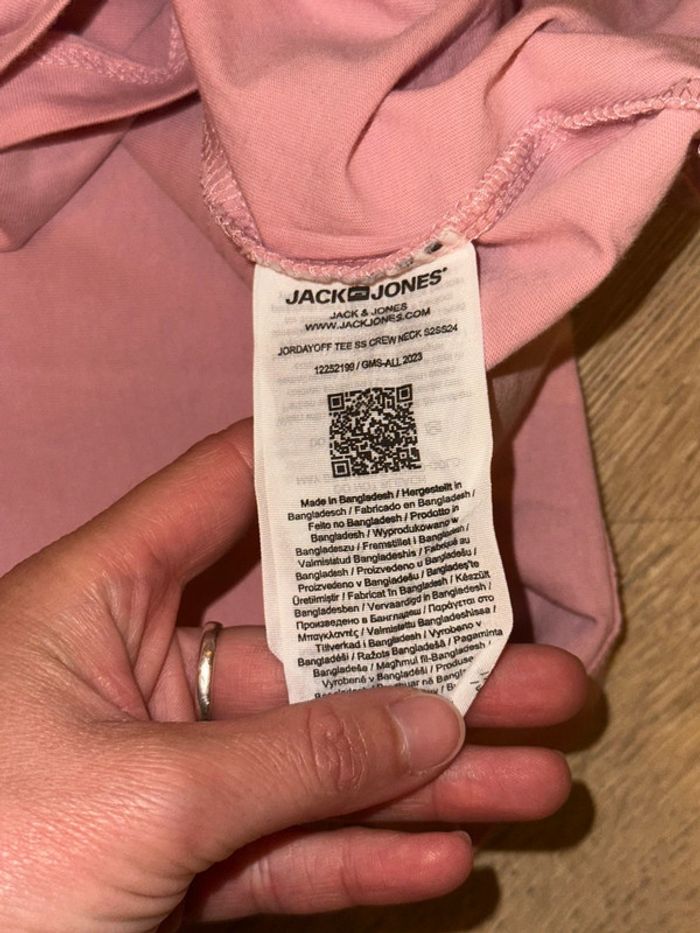 JACK JONES
JACK & JONES
WWW.JACKJONES.COM
JORDAYOFF TEE SS CREW NECK S2SS24
12252199 / GMS-ALL 2023
Made in Bangladesh / Hergestellt in
Bangladesch / Fabricado en Bangladesh /
Feito no Bangladesh / Prodotto in
Bangladesh / Wyprodukowano w
Bangladeszu / Fremstillet i Bangladesh /
Valmistatud Bangladeshis / Fabriqué au
Bangladesh / Proizvedeno u Bangladešu /
Proizvedeno v Bangladešu / Bangladeş'te
Üretilmiştir / Fabricat în Bangladesh / Készült
Bangladesben / Vervaardigd in Bangladesh /
Произведено в Бангладеш / Παράγεται στο
Μπαγκλαντές / Valmistettu Bangladeshissa /
Tillverkad i Bangladesh / Vyrobeno v
Bangladéši / Ražots Bangladešā / Pagaminta
Bangladeše / Magħmul fil-Bangladesh /
Vyrobené v Bangladéši / Produse